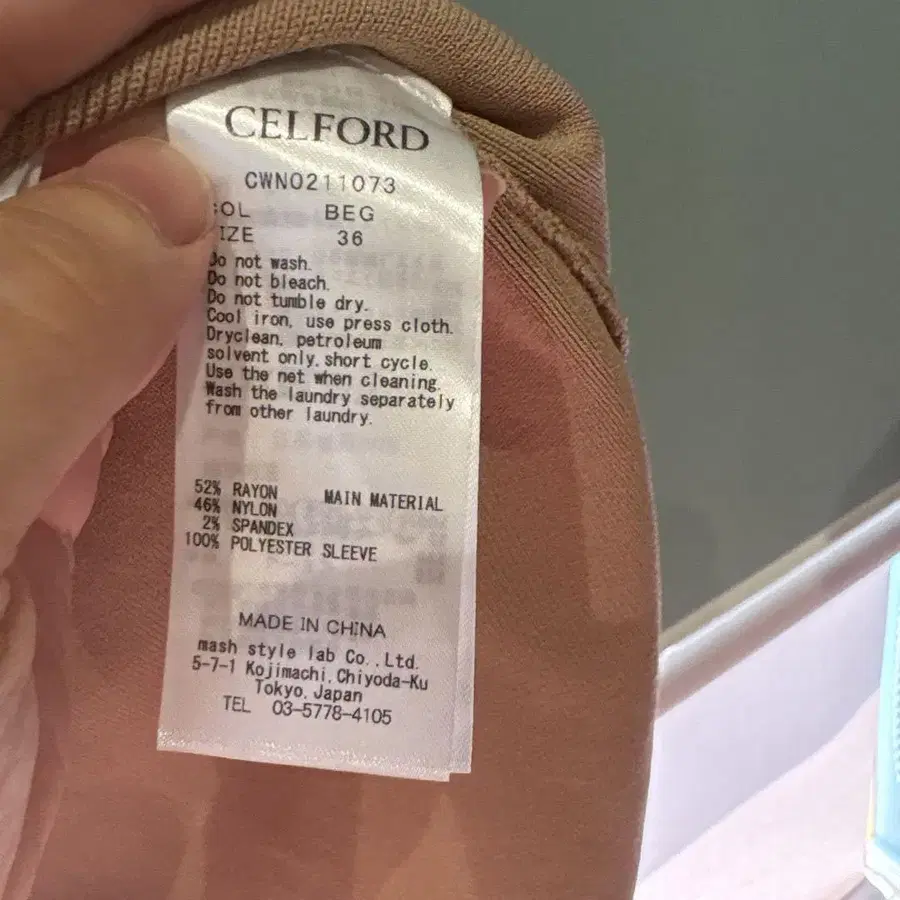 CELFORD
CWN0211073
OL BEG
IZE 36
Do not wash.
Do not bleach.
Do not tumble dry.
Cool iron, use press cloth.
Dryclean, petroleum
solvent only, short cycle.
Use the net when cleaning.
Wash the laundry separately
from other laundry.
52% RAYON MAIN MATERIAL
46% NYLON
2% SPANDEX
100% POLYESTER SLEEVE
MADE IN CHINA
mash style lab Co.,Ltd.
5-7-1 Kojimachi,Chiyoda-Ku
Tokyo,Japan
TEL 03-5778-4105